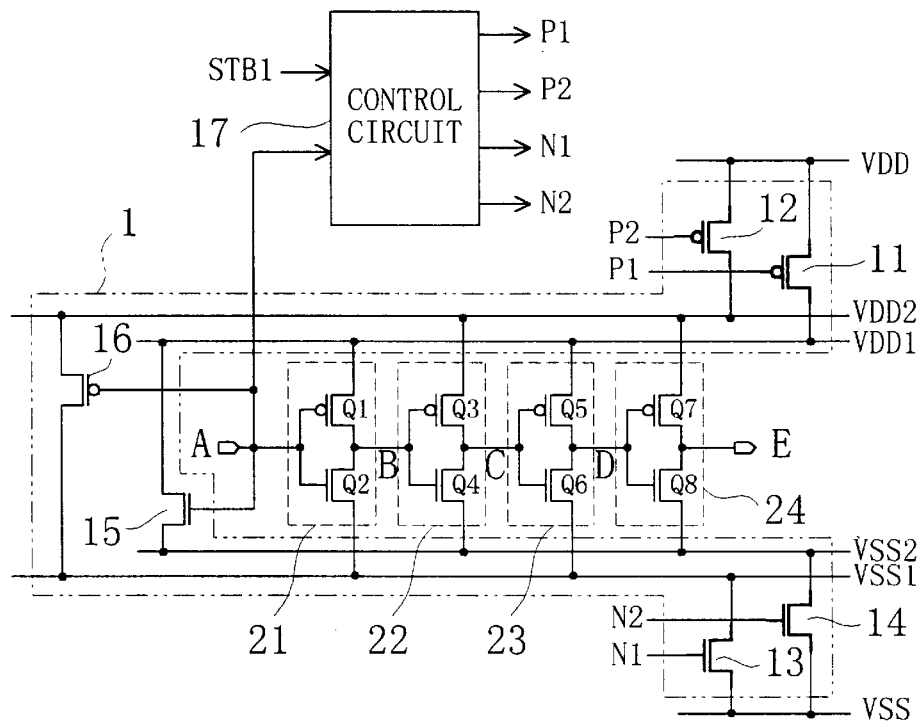 P1
STB1
P2
CONTROL
CIRCUIT
17
N1
N2
VDD
1
12
P2
P1
11
VDD2
VDD1
16
Q1
Q3
Q5
Q7
A
B
C
D
E
Q2
Q4
Q6
Q8
15
24
VSS2
VSS1
21
22
23
N2
14
N1
13
VSS